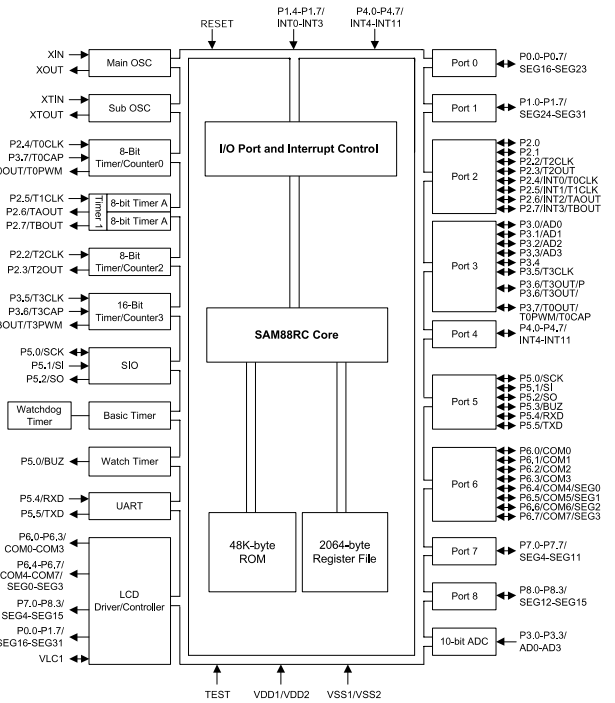 RESET
P1.4-P1.7/
INT0-INT3
P4.0-P4.7/
INT4-INT11
XIN
XOUT
Main OSC
XTIN
XTOUT
Sub OSC
P2.4/T0CLK
P3.7/T0CAP
0OUT/T0PWM
8-Bit
Timer/Counter0
P2.5/T1CLK
P2.6/TAOUT
P2.7/TBOUT
Timer 1
8-bit Timer A
8-bit Timer A
P2.2/T2CLK
P2.3/T2OUT
8-Bit
Timer/Counter2
P3.5/T3CLK
P3.6/T3CAP
3OUT/T3PWM
16-Bit
Timer/Counter3
P5.0/SCK
P5.1/SI
P5.2/SO
SIO
Watchdog
Timer
Basic Timer
P5.0/BUZ
Watch Timer
P5.4/RXD
P5.5/TXD
UART
P6.0-P6.3/
COM0-COM3
P6.4-P6.7/
COM4-COM7/
SEG0-SEG3
P7.0-P8.3/
SEG4-SEG15
P0.0-P1.7/
SEG16-SEG31
VLC1
LCD
Driver/Controller
I/O Port and Interrupt Control
SAM88RC Core
48K-byte
ROM
2064-byte
Register File
Port 0
P0.0-P0.7/
SEG16-SEG23
Port 1
P1.0-P1.7/
SEG24-SEG31
Port 2
P2.0
P2.1
P2.2/T2CLK
P2.3/T2OUT
P2.4/INT0/T0CLK
P2.5/INT1/T1CLK
P2.6/INT2/TAOUT
P2.7/INT3/TBOUT
Port 3
P3.0/AD0
P3.1/AD1
P3.2/AD2
P3.3/AD3
P3.4
P3.5/T3CLK
P3.6/T3OUT/P
P3.6/T3OUT/
P3.7/T0OUT/
T0PWM/T0CAP
Port 4
P4.0-P4.7/
INT4-INT11
Port 5
P5.0/SCK
P5.1/SI
P5.2/SO
P5.3/BUZ
P5.4/RXD
P5.5/TXD
Port 6
P6.0/COM0
P6.1/COM1
P6.2/COM2
P6.3/COM3
P6.4/COM4/SEG0
P6.5/COM5/SEG1
P6.6/COM6/SEG2
P6.7/COM7/SEG3
Port 7
P7.0-P7.7/
SEG4-SEG11
Port 8
P8.0-P8.3/
SEG12-SEG15
10-bit ADC
P3.0-P3.3/
AD0-AD3
TEST
VDD1/VDD2
VSS1/VSS2